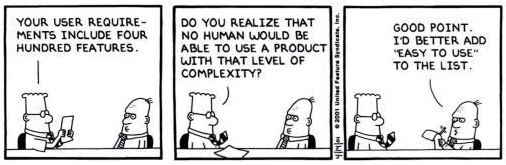 YOUR USER REQUIRE-
MENTS INCLUDE FOUR
HUNDRED FEATURES.
DO YOU REALIZE THAT
NO HUMAN WOULD BE
ABLE TO USE A PRODUCT
WITH THAT LEVEL OF
COMPLEXITY?
© 2001 United Feature Syndicate, Inc.
GOOD POINT.
I'D BETTER ADD
"EASY TO USE"
TO THE LIST.